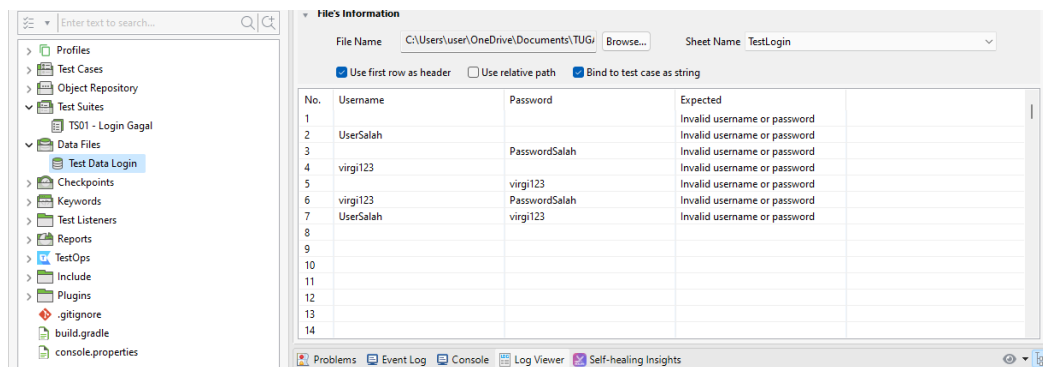 Enter text to search...
Profiles
Test Cases
Object Repository
Test Suites
TS01 - Login Gagal
Data Files
Test Data Login
Checkpoints
Keywords
Test Listeners
Reports
TestOps
Include
Plugins
.gitignore
build.gradle
console.properties
File's Information
File Name C:\Users\user\OneDrive\Documents\TUG Browse... Sheet Name TestLogin
Use first row as header Use relative path Bind to test case as string
No. Username Password Expected
1 Invalid username or password
2 UserSalah Invalid username or password
3 PasswordSalah Invalid username or password
4 virgi123 Invalid username or password
5 virgi123 Invalid username or password
6 virgi123 PasswordSalah Invalid username or password
7 UserSalah virgi123 Invalid username or password
8
9
10
11
12
13
14
Problems Event Log Console Log Viewer Self-healing Insights